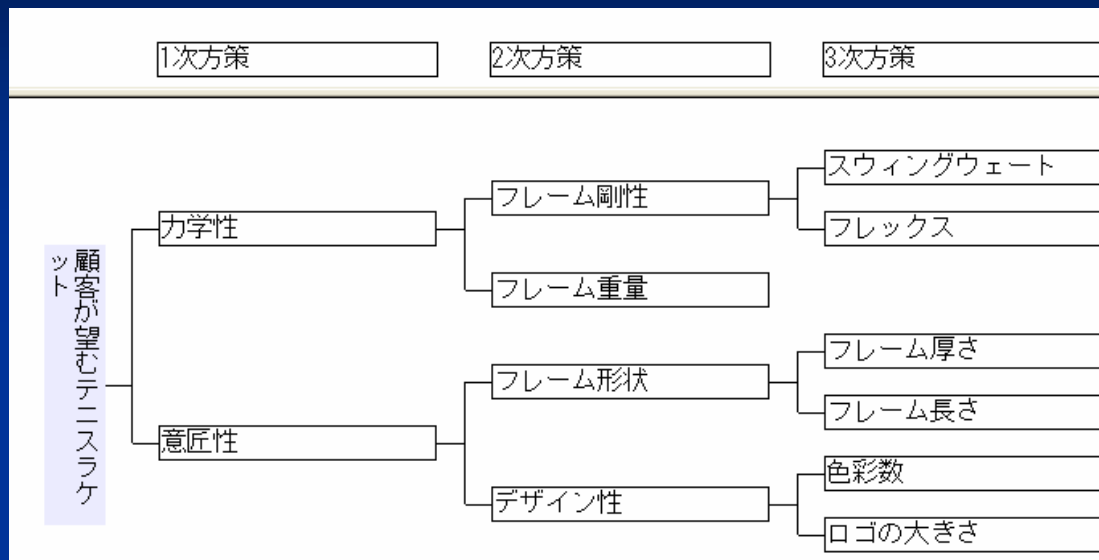 1次方策
2次方策
3次方策
顧客が望むテニスラケ
ット
力学性
フレーム剛性
スウィングウェート
フレックス
フレーム重量
意匠性
フレーム形状
フレーム厚さ
フレーム長さ
デザイン性
色彩数
ロゴの大きさ